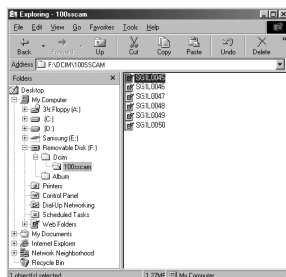 Exploring - 100sscam
File Edit View Go Favorites Tools Help
Back Forward Up Cut Copy Paste Undo Delete
Address F:\DCIM\100SSCAM
Folders
Desktop
My Computer
3½ Floppy (A:)
(C:)
(D:)
Samsung (E:)
Removable Disk (F:)
Dcim
100sscam
Album
Printers
Control Panel
Dial-Up Networking
Scheduled Tasks
Web Folders
My Documents
Internet Explorer
Network Neighborhood
Recycle Bin
SG1L0045
SG1L0046
SG1L0047
SG1L0048
SG1L0049
SG1L0050
1 object(s) selected 1.27MB My Computer